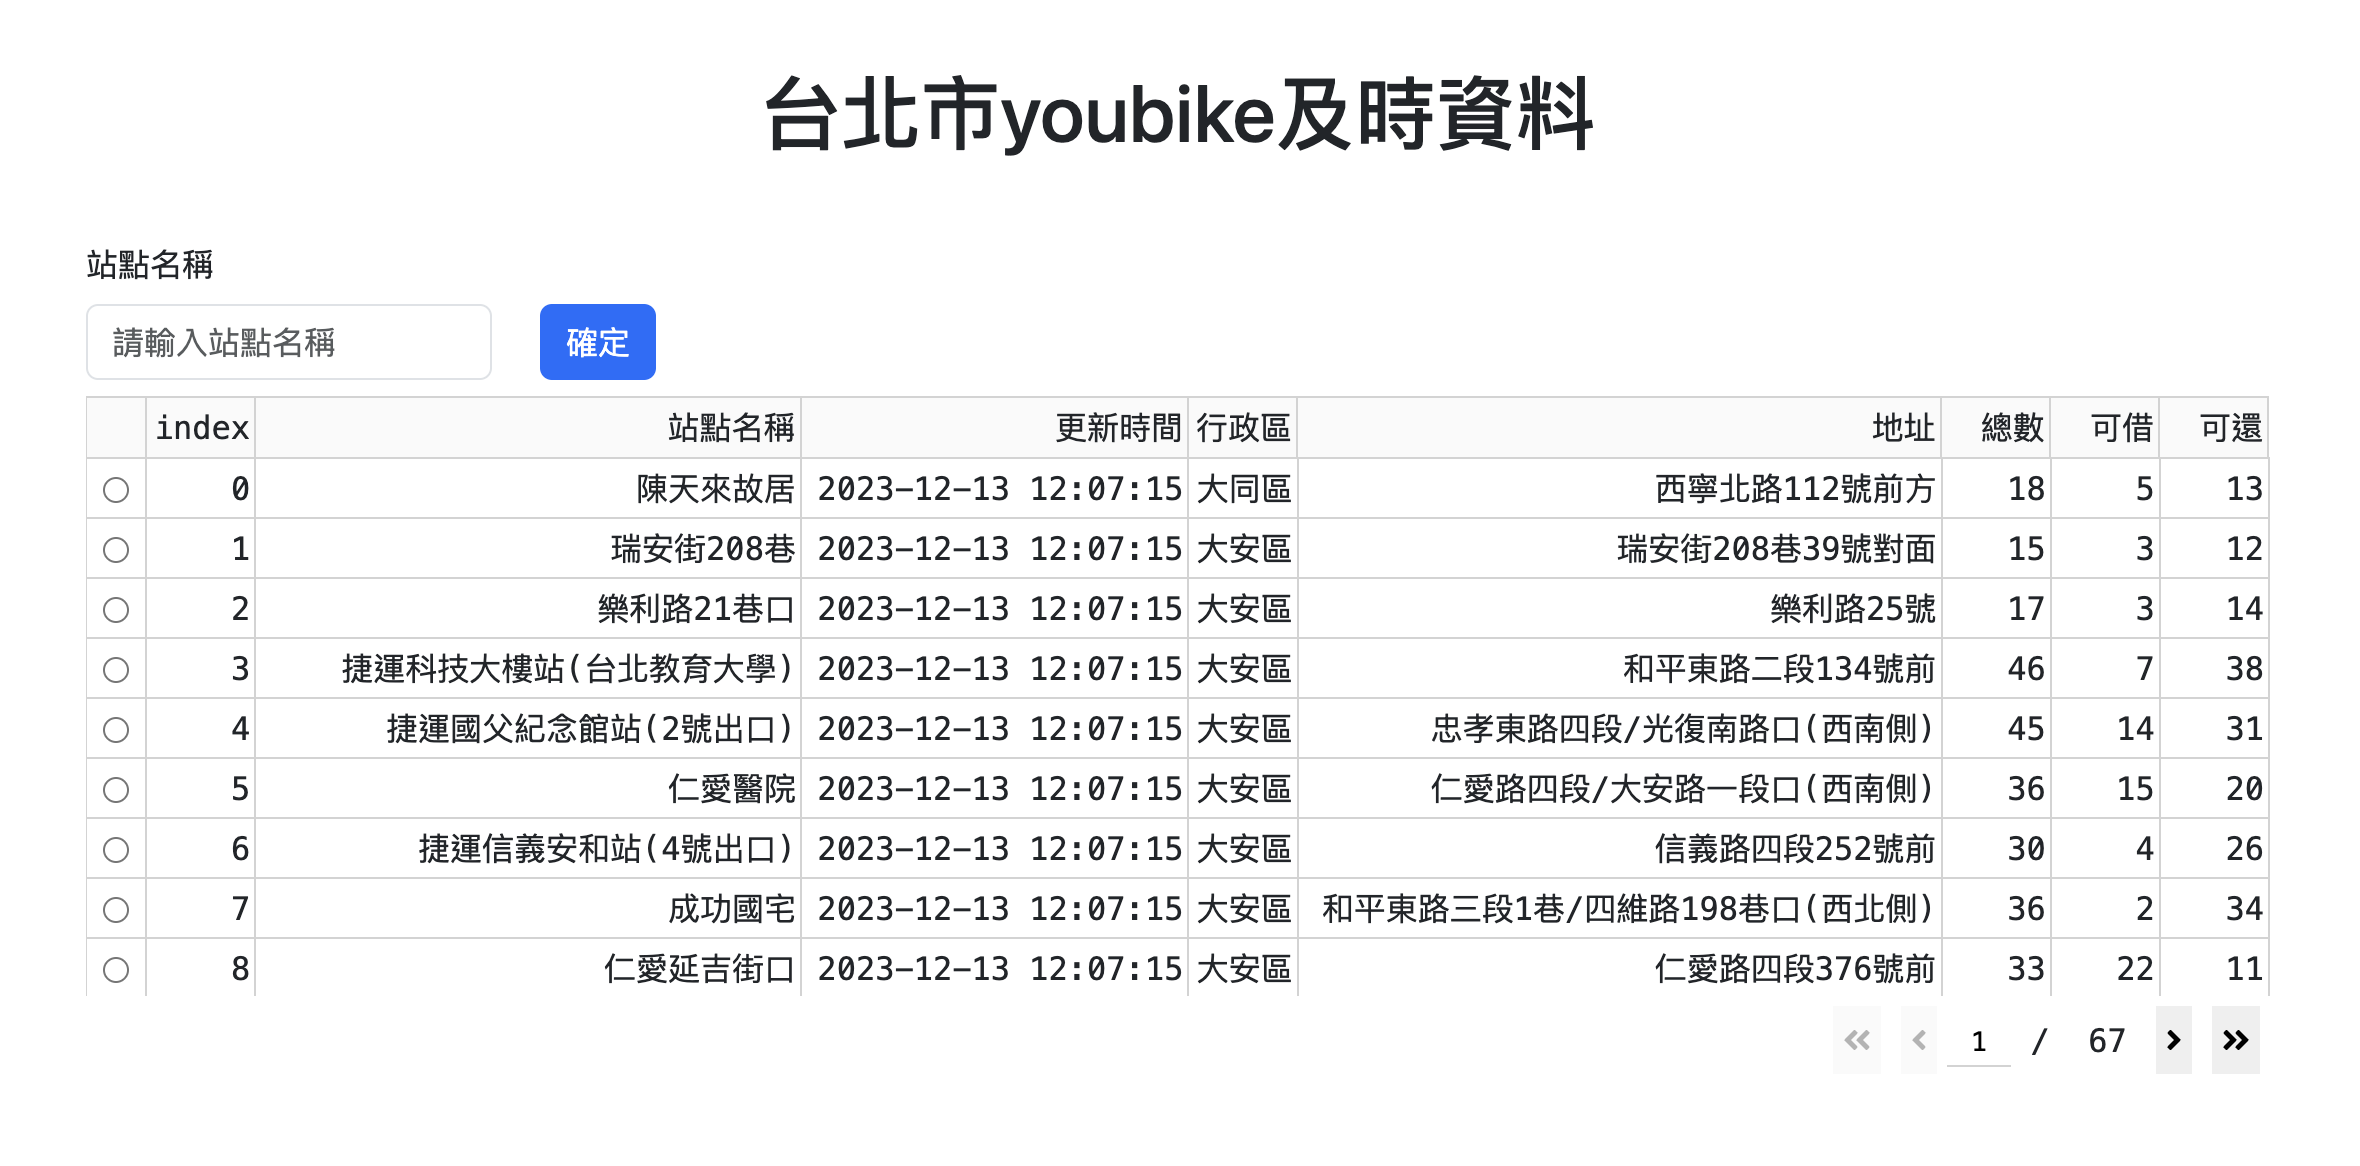 台北市youbike及時資料
站點名稱
請輸入站點名稱 確定
index 站點名稱 更新時間 行政區 地址 總數 可借 可還
0 陳天來故居 2023-12-13 12:07:15 大同區 西寧北路112號前方 18 5 13
1 瑞安街208巷 2023-12-13 12:07:15 大安區 瑞安街208巷39號對面 15 3 12
2 樂利路21巷口 2023-12-13 12:07:15 大安區 樂利路25號 17 3 14
3 捷運科技大樓站(台北教育大學) 2023-12-13 12:07:15 大安區 和平東路二段134號前 46 7 38
4 捷運國父紀念館站(2號出口) 2023-12-13 12:07:15 大安區 忠孝東路四段/光復南路口(西南側) 45 14 31
5 仁愛醫院 2023-12-13 12:07:15 大安區 仁愛路四段/大安路一段口(西南側) 36 15 20
6 捷運信義安和站(4號出口) 2023-12-13 12:07:15 大安區 信義路四段252號前 30 4 26
7 成功國宅 2023-12-13 12:07:15 大安區 和平東路三段1巷/四維路198巷口(西北側) 36 2 34
8 仁愛延吉街口 2023-12-13 12:07:15 大安區 仁愛路四段376號前 33 22 11
1 / 67